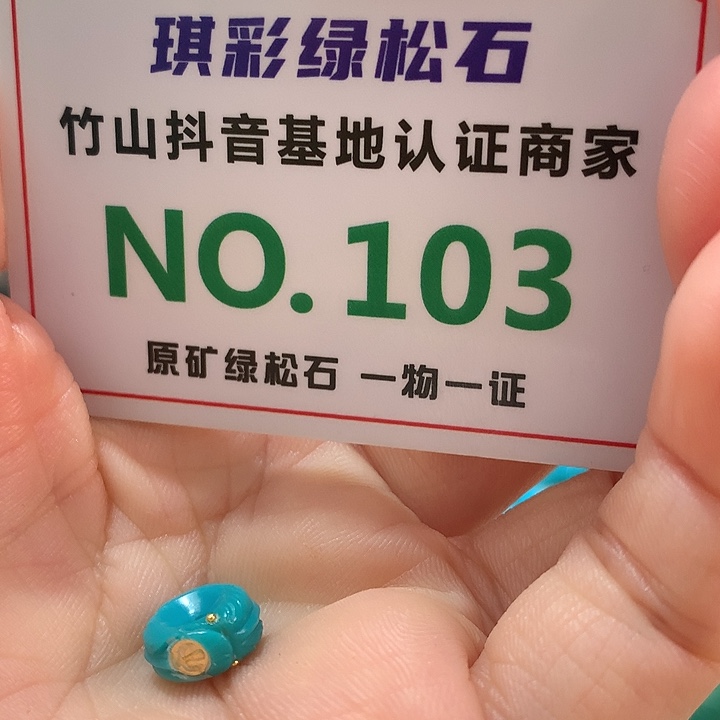 琪彩绿松石
竹山抖音基地认证商家
NO.103
原矿绿松石 一物一证